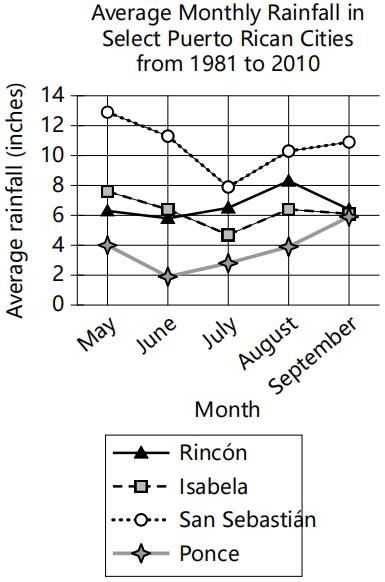 Average Monthly Rainfall in
Select Puerto Rican Cities
from 1981 to 2010
Average rainfall (inches)
14
12
10
8
6
4
2
0
May
June
July
August
September
Month
Rincón
Isabela
San Sebastián
Ponce